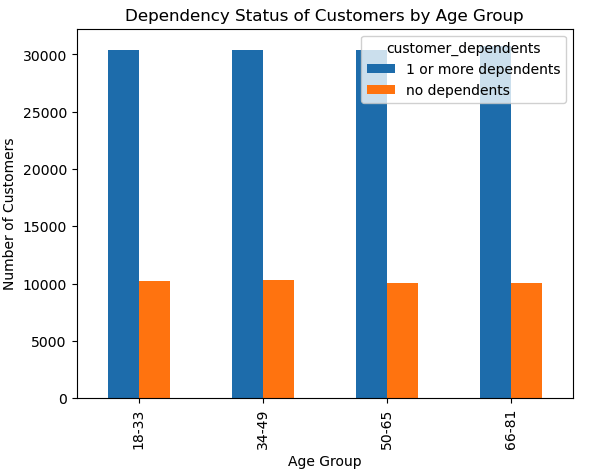 Dependency Status of Customers by Age Group
customer_dependents
1 or more dependents
no dependents
Number of Customers
30000
25000
20000
15000
10000
5000
0
18-33
34-49
50-65
66-81
Age Group